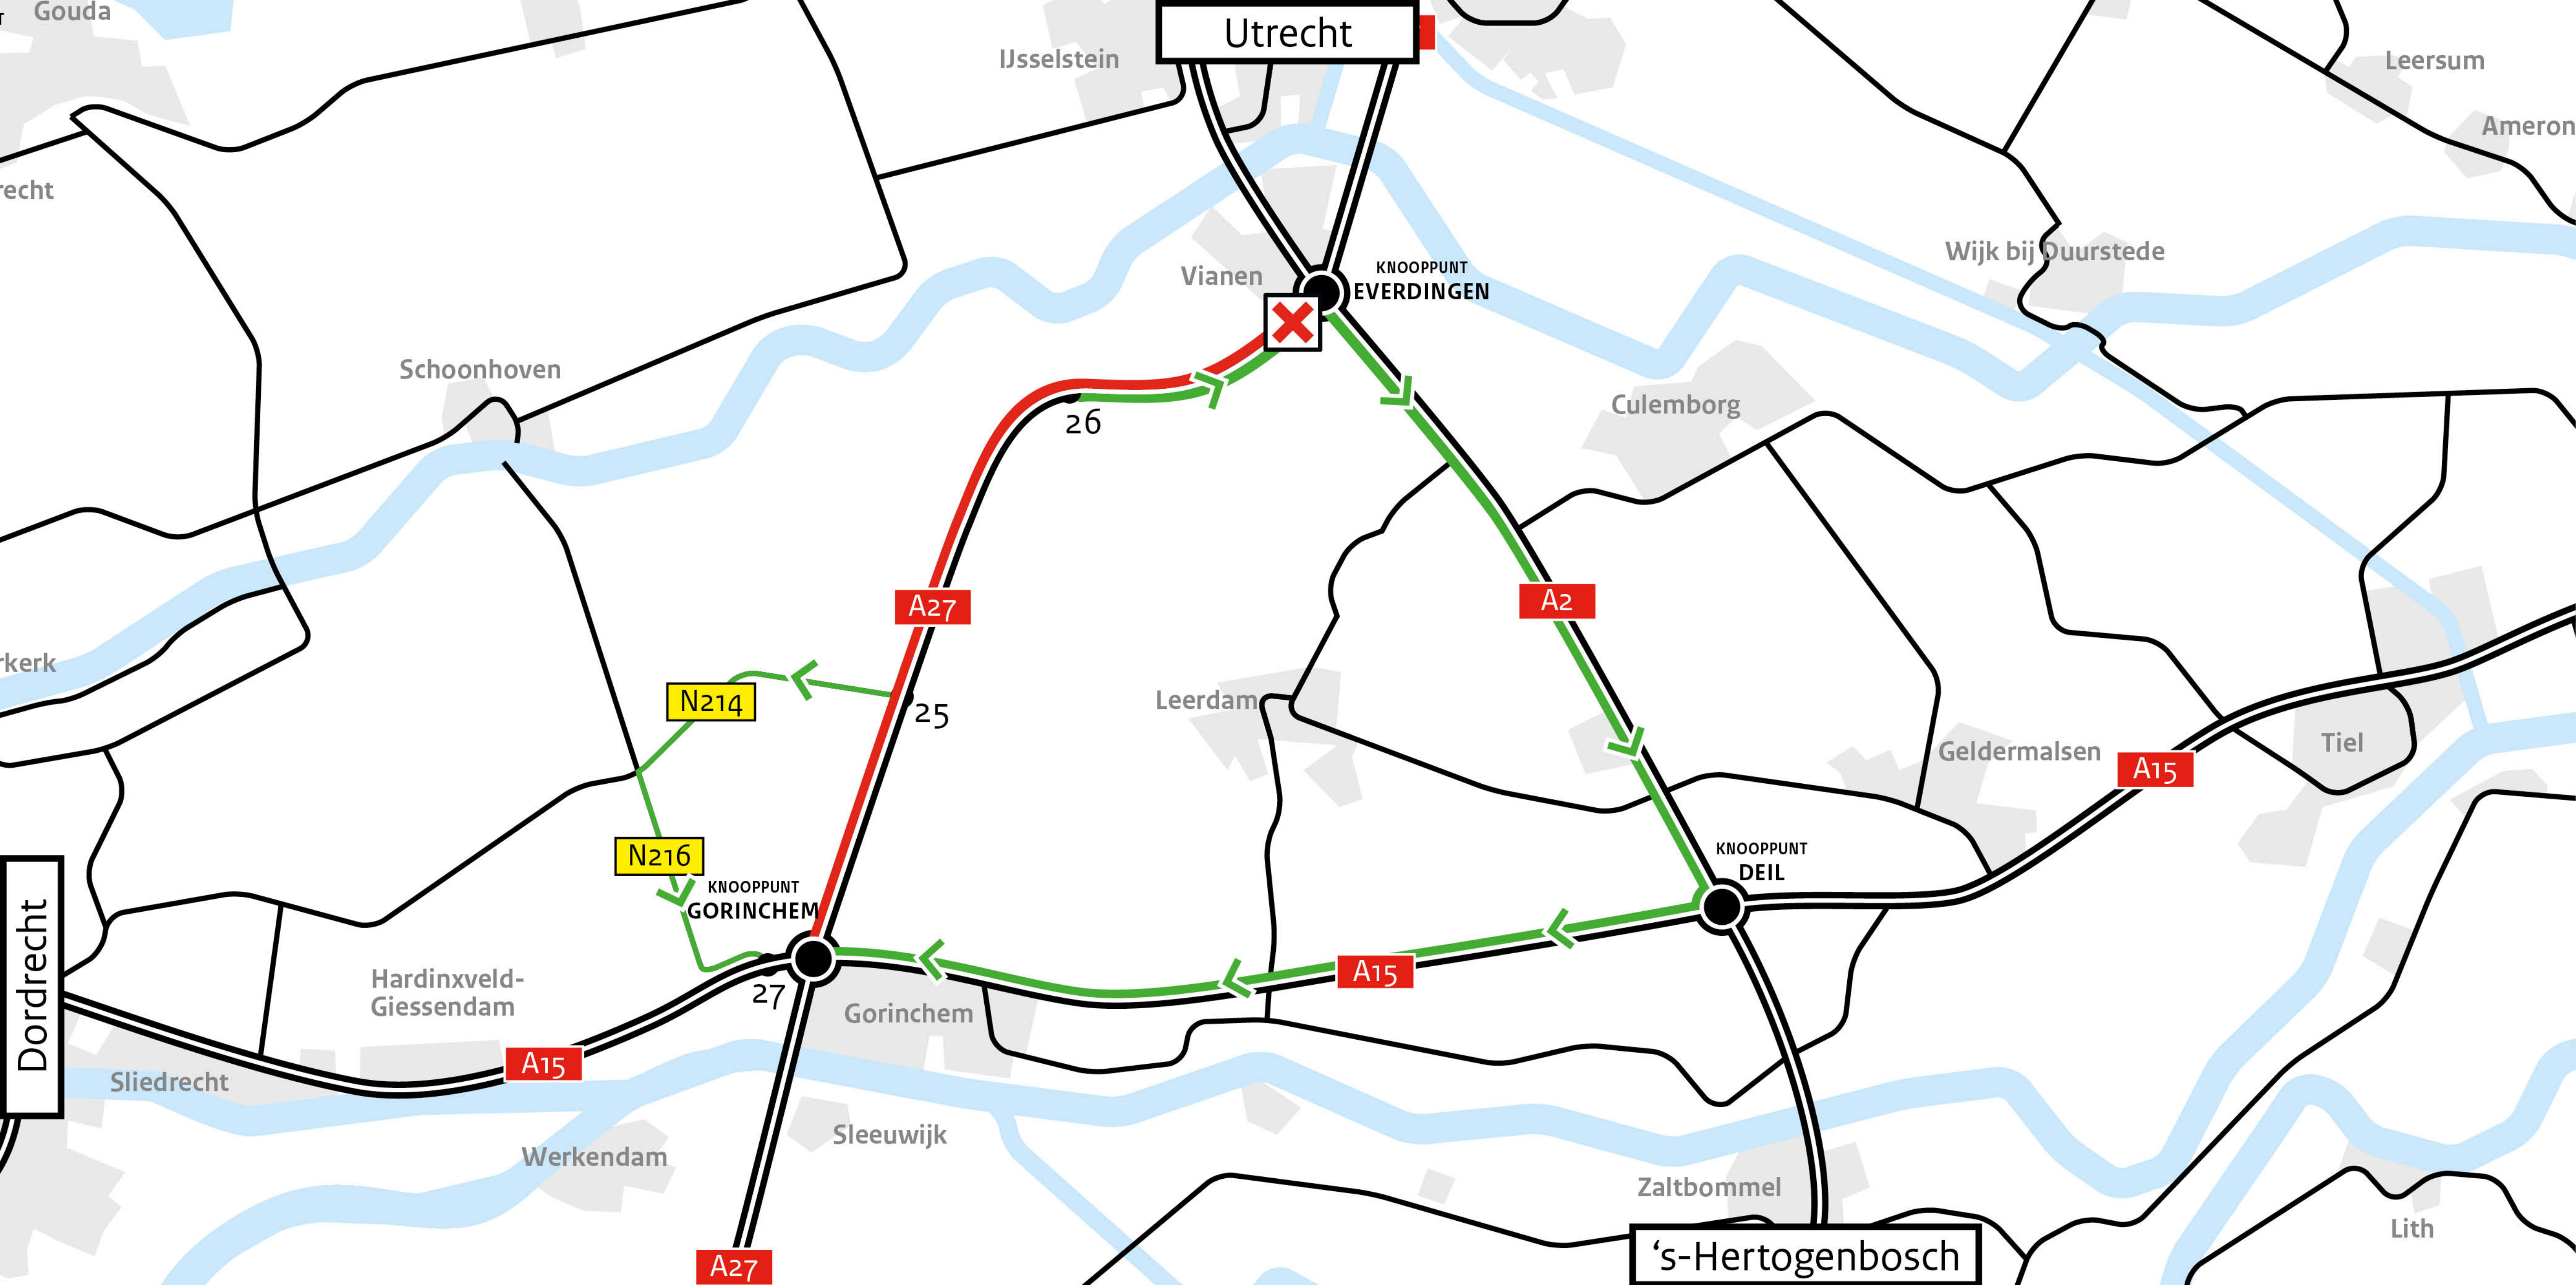 Gouda
Utrecht
IJsselstein
Leersum
Ameron
recht
Vianen
KNOOPPUNT
EVERDINGEN
Wijk bij Duurstede
Schoonhoven
26
Culemborg
A27
A2
rkerk
N214
25
Leerdam
Geldermalsen
Tiel
A15
N216
KNOOPPUNT
GORINCHEM
KNOOPPUNT
DEIL
Dordrecht
Hardinxveld-
Giessendam
27
Gorinchem
A15
A15
Sliedrecht
Sleeuwijk
Werkendam
Zaltbommel
Lith
A27
‘s-Hertogenbosch